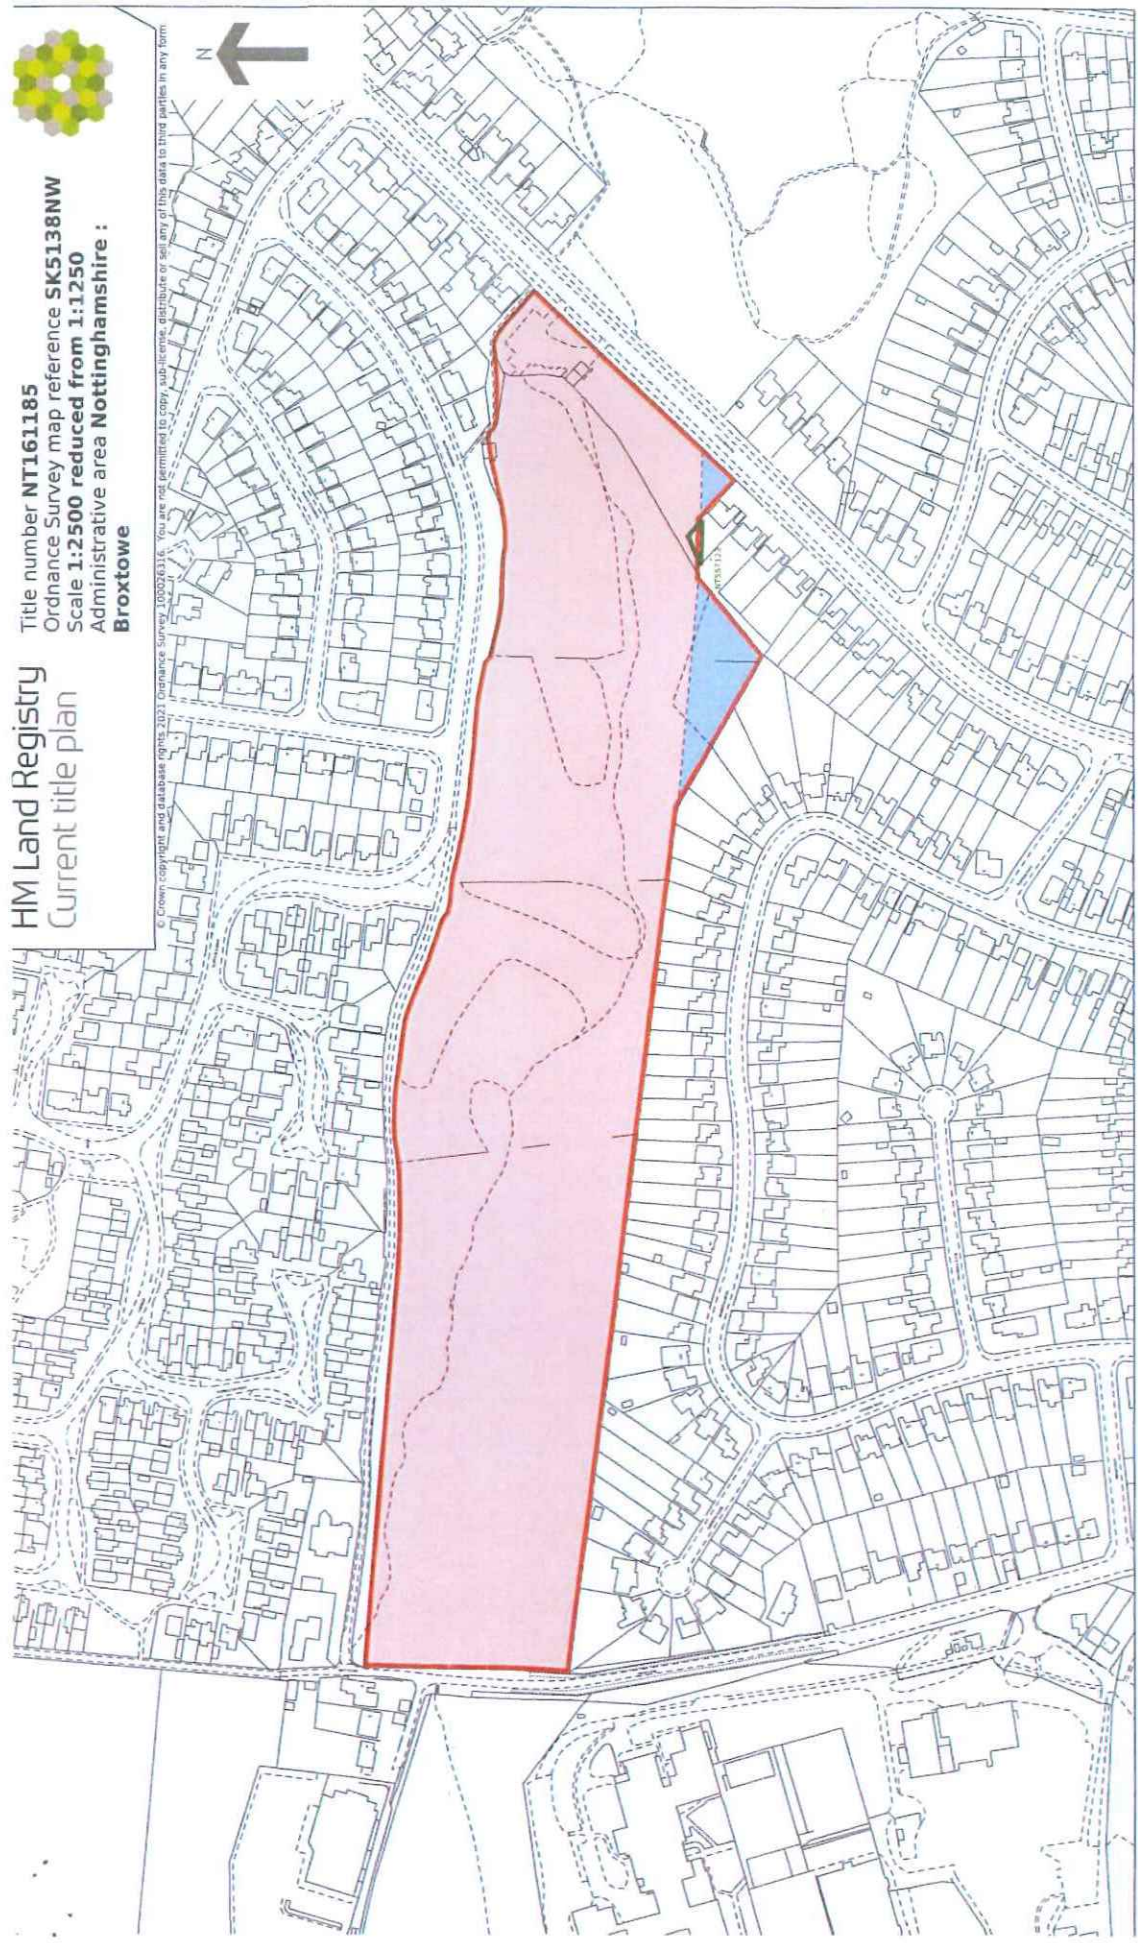 HM Land Registry
Current title plan
Title number NT161185
Ordnance Survey map reference SK5138NW
Scale 1:2500 reduced from 1:1250
Administrative area Nottinghamshire :
Broxtowe
© Crown copyright and database rights 2021 Ordnance Survey 100026316. You are not permitted to copy, sub-license, distribute or sell any of this data to third parties in any form
N